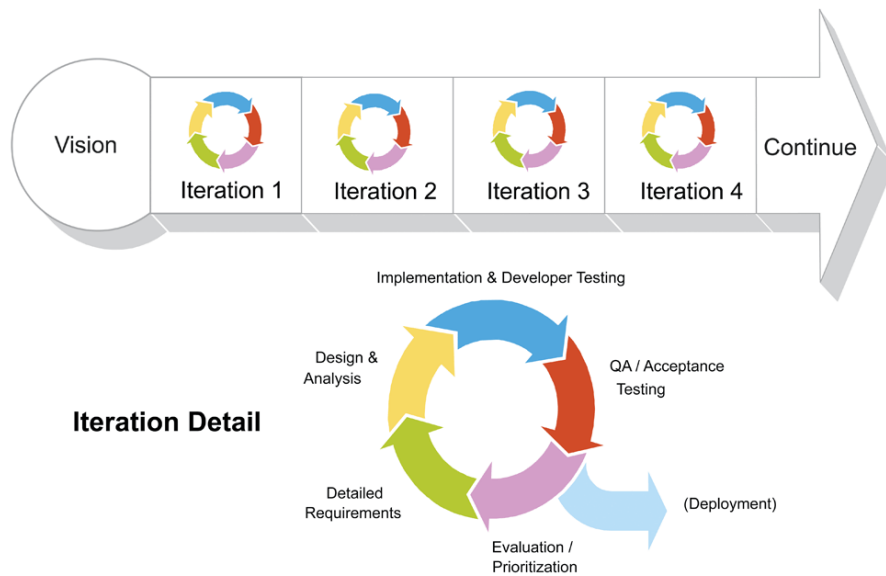 Vision
Iteration 1
Iteration 2
Iteration 3
Iteration 4
Continue
Implementation & Developer Testing
Design &
Analysis
QA / Acceptance
Testing
Iteration Detail
Detailed
Requirements
(Deployment)
Evaluation /
Prioritization